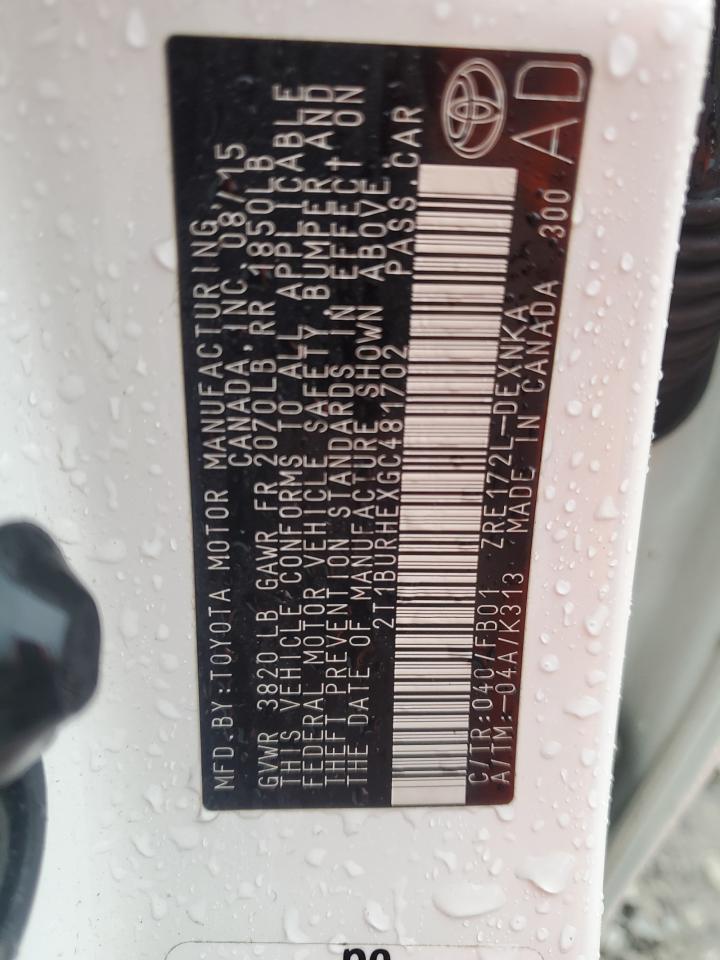 MFD.BY:TOYOTA MOTOR MANUFACTURING
CANADA,INC. 08/15
GVWR 3820LB GAWR FR 2070LB RR 1850LB
THIS VEHICLE CONFORMS TO ALL APPLICABLE
FEDERAL MOTOR VEHICLE SAFETY, BUMPER, AND
THEFT PREVENTION STANDARDS IN EFFECT ON
THE DATE OF MANUFACTURE SHOWN ABOVE.
2T1BURHEXGC481702 PASS.CAR
C/TR:040/FB01 ZRE172L-DEXNKA
A/TM:-04A/K313 MADE IN CANADA 300 AD